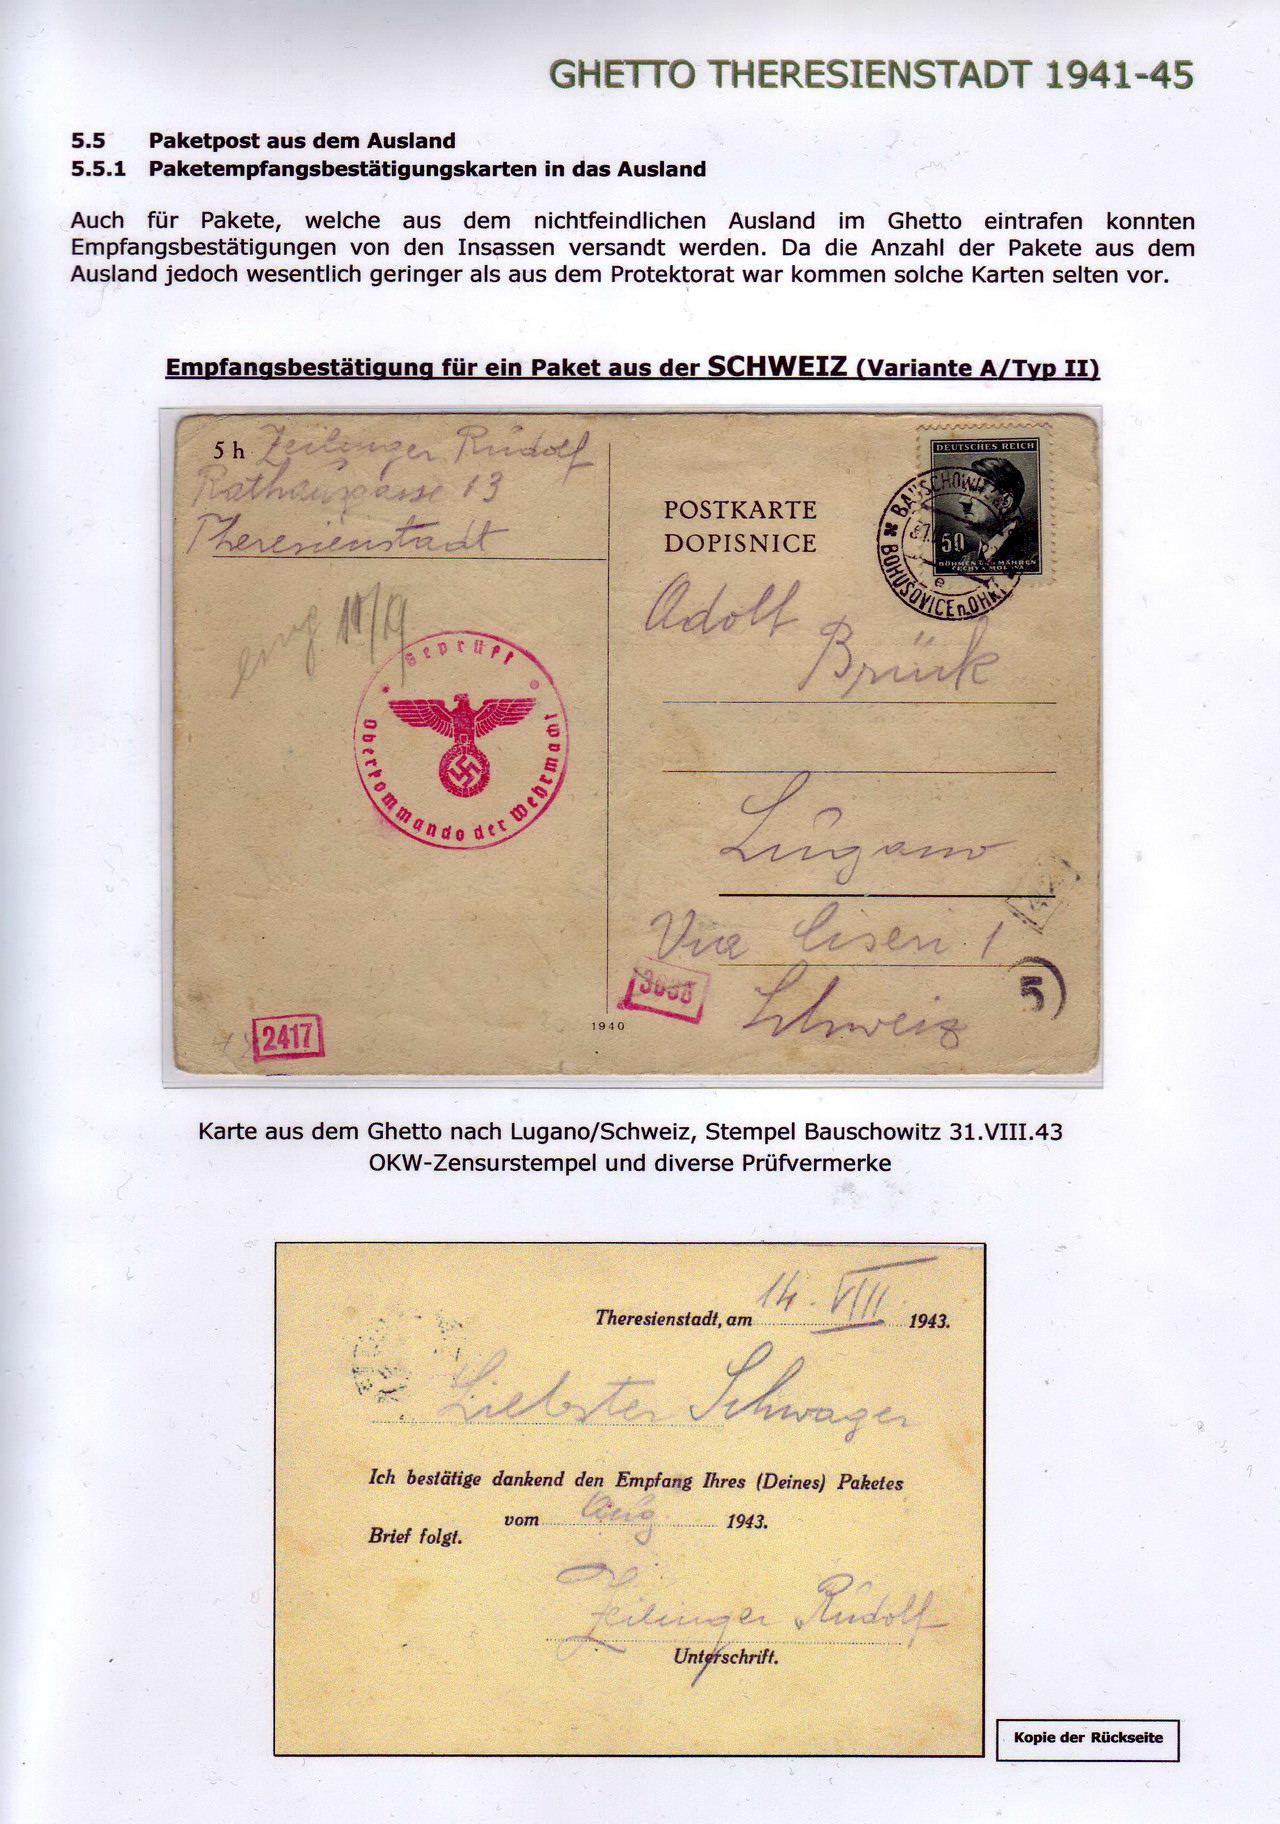 GHETTO THERESIENSTADT 1941-45
5.5 Paketpost aus dem Ausland
5.5.1 Paketempfangsbestätigungskarten in das Ausland
Auch für Pakete, welche aus dem nichtfeindlichen Ausland im Ghetto eintrafen konnten
Empfangsbestätigungen von den Insassen versandt werden. Da die Anzahl der Pakete aus dem
Ausland jedoch wesentlich geringer als aus dem Protektorat war kommen solche Karten selten vor.
Empfangsbestätigung für ein Paket aus der SCHWEIZ (Variante A/Typ II)
5 h Zeilinger Rudolf
Rathausgasse 13
Theresienstadt
geprüft
Oberkommando der Wehrmacht
2417
1940
POSTKARTE
DOPISNICE
DEUTSCHES REICH
50
BÖHMEN U. MÄHREN
BAUSCHOWITZ
BOHUŠOVICE n. OHŘ
e
Adolf
Brück
Lugano
Via 1
Schweiz
5
Karte aus dem Ghetto nach Lugano/Schweiz, Stempel Bauschowitz 31.VIII.43
OKW-Zensurstempel und diverse Prüfvermerke
Theresienstadt, am 14. VIII 1943.
Liebster Schwager
Ich bestätige dankend den Empfang Ihres (Deines) Paketes
vom Aug. 1943.
Brief folgt.
Zeilinger Rudolf
Unterschrift.
Kopie der Rückseite